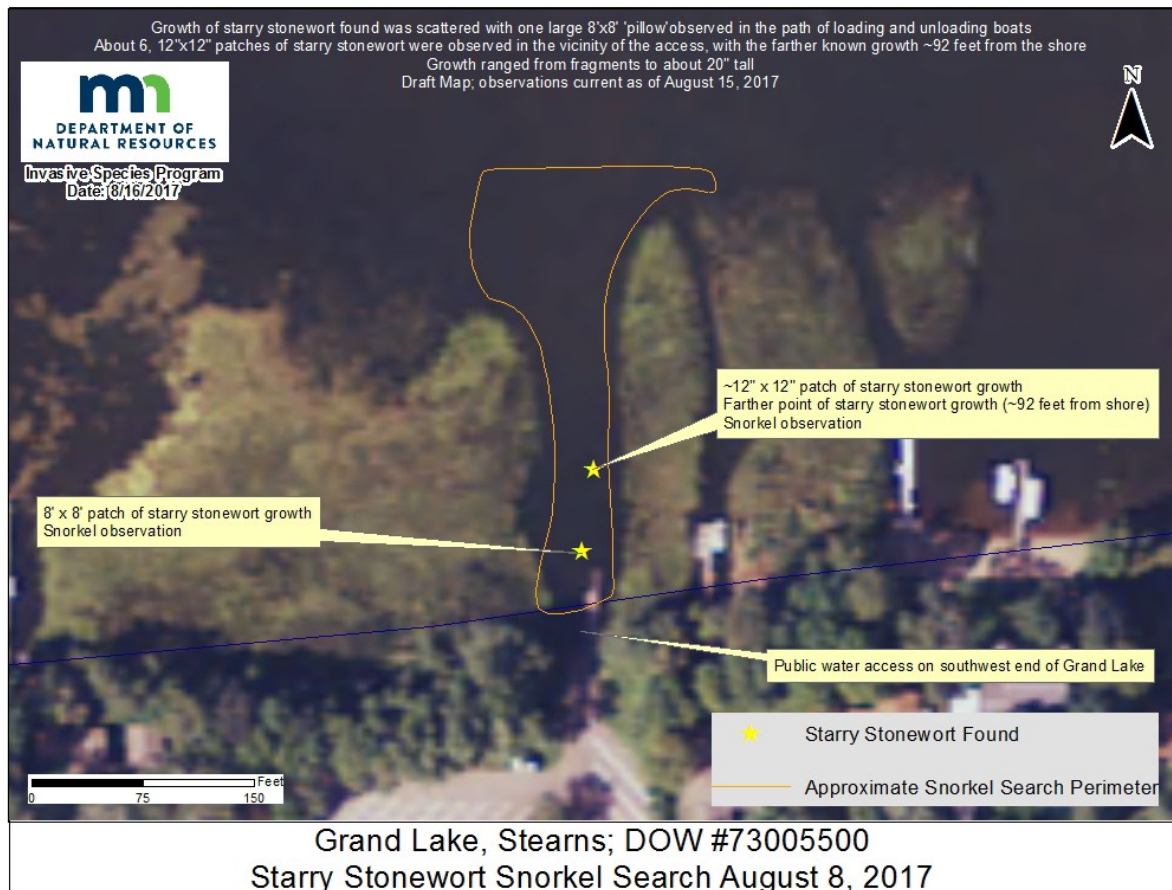 Growth of starry stonewort found was scattered with one large 8'x8' 'pillow'observed in the path of loading and unloading boats
About 6, 12"x12" patches of starry stonewort were observed in the vicinity of the access, with the farther known growth ~92 feet from the shore
Growth ranged from fragments to about 20" tall
Draft Map; observations current as of August 15, 2017
N
mn
DEPARTMENT OF
NATURAL RESOURCES
Invasive Species Program
Date: 8/16/2017
~12" x 12" patch of starry stonewort growth
Farther point of starry stonewort growth (~92 feet from shore)
Snorkel observation
8' x 8' patch of starry stonewort growth
Snorkel observation
Public water access on southwest end of Grand Lake
Starry Stonewort Found
Approximate Snorkel Search Perimeter
Feet
0 75 150
Grand Lake, Stearns; DOW #73005500
Starry Stonewort Snorkel Search August 8, 2017